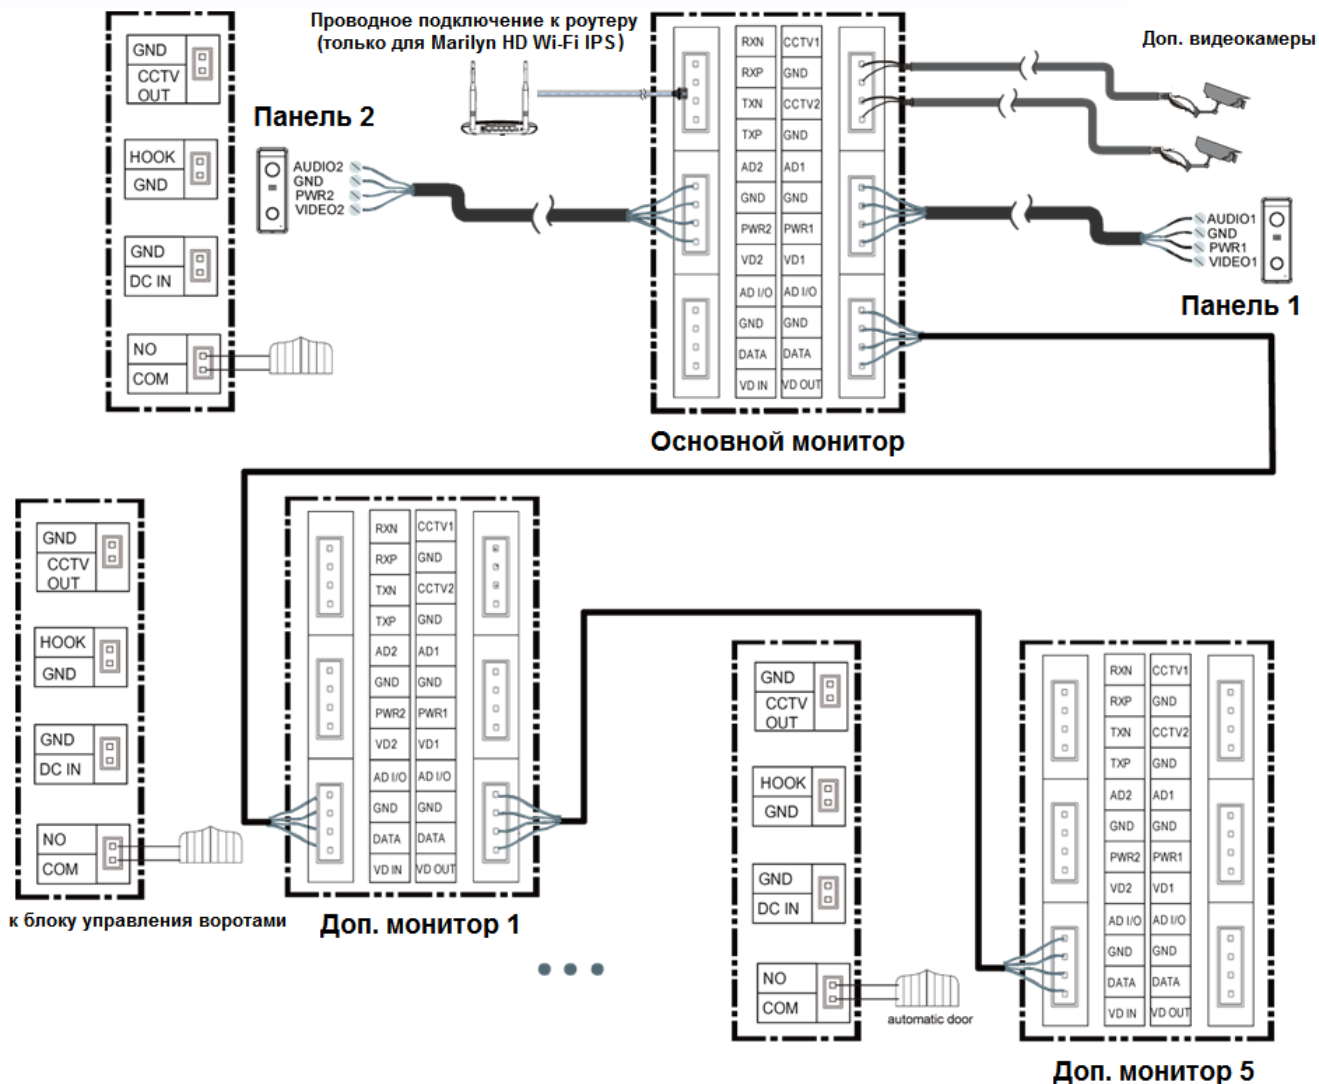 Проводное подключение к роутеру
(только для Marilyn HD Wi-Fi IPS)
Доп. видеокамеры
GND
CCTV
OUT
HOOK
GND
GND
DC IN
NO
COM
Панель 2
AUDIO2
GND
PWR2
VIDEO2
RXN CCTV1
RXP GND
TXN CCTV2
TXP GND
AD2 AD1
GND GND
PWR2 PWR1
VD2 VD1
AD I/O AD I/O
GND GND
DATA DATA
VD IN VD OUT
AUDIO1
GND
PWR1
VIDEO1
Панель 1
Основной монитор
GND
CCTV
OUT
HOOK
GND
GND
DC IN
NO
COM
к блоку управления воротами
RXN CCTV1
RXP GND
TXN CCTV2
TXP GND
AD2 AD1
GND GND
PWR2 PWR1
VD2 VD1
AD I/O AD I/O
GND GND
DATA DATA
VD IN VD OUT
Доп. монитор 1
GND
CCTV
OUT
HOOK
GND
GND
DC IN
NO
COM
automatic door
RXN CCTV1
RXP GND
TXN CCTV2
TXP GND
AD2 AD1
GND GND
PWR2 PWR1
VD2 VD1
AD I/O AD I/O
GND GND
DATA DATA
VD IN VD OUT
Доп. монитор 5